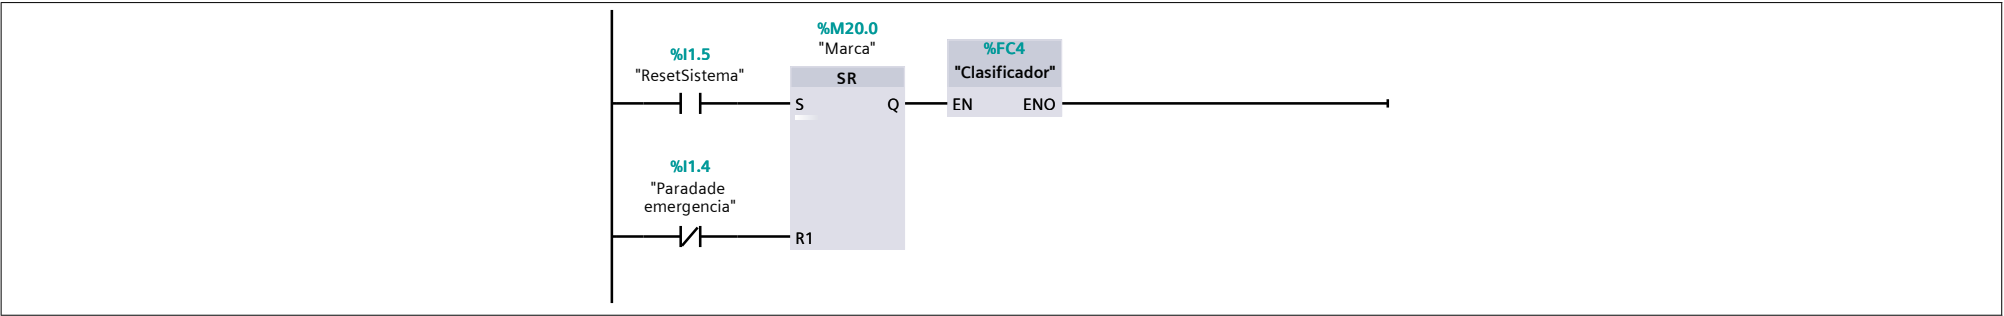 %M20.0
"Marca"
%I1.5
"ResetSistema"
SR
S
Q
%FC4
"Clasificador"
EN
ENO
%I1.4
"Paradade
emergencia"
R1